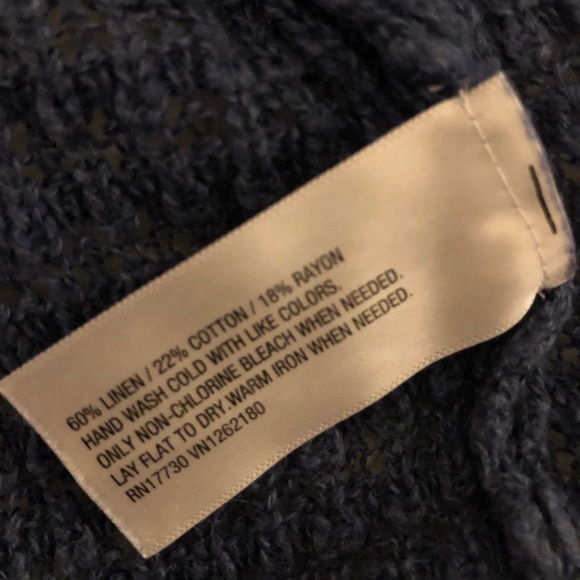 60% LINEN / 22% COTTON / 18% RAYON
HAND WASH COLD WITH LIKE COLORS.
ONLY NON-CHLORINE BLEACH WHEN NEEDED.
LAY FLAT TO DRY.WARM IRON WHEN NEEDED.
RN17730 VN1262180